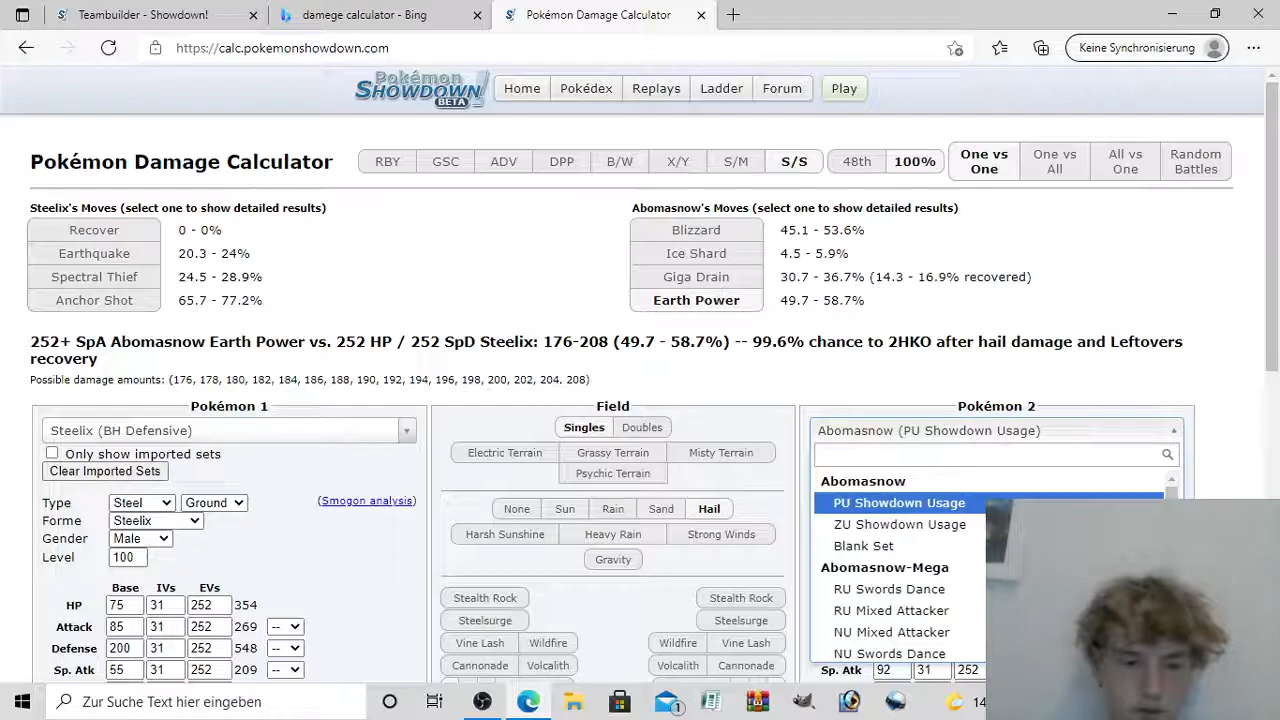 Teambuilder - Showdown!
damege calculator - Bing
Pokémon Damage Calculator
https://calc.pokemonshowdown.com
Keine Synchronisierung
Pokémon SHOWDOWN BETA
Home Pokédex Replays Ladder Forum Play
Pokémon Damage Calculator
RBY GSC ADV DPP B/W X/Y S/M S/S 48th 100%
One vs One
One vs All
All vs One
Random Battles
Steelix's Moves (select one to show detailed results)
Recover 0 - 0%
Earthquake 20.3 - 24%
Spectral Thief 24.5 - 28.9%
Anchor Shot 65.7 - 77.2%
Abomasnow's Moves (select one to show detailed results)
Blizzard 45.1 - 53.6%
Ice Shard 4.5 - 5.9%
Giga Drain 30.7 - 36.7% (14.3 - 16.9% recovered)
Earth Power 49.7 - 58.7%
252+ SpA Abomasnow Earth Power vs. 252 HP / 252 SpD Steelix: 176-208 (49.7 - 58.7%) -- 99.6% chance to 2HKO after hail damage and Leftovers
recovery
Possible damage amounts: (176, 178, 180, 182, 184, 186, 188, 190, 192, 194, 196, 198, 200, 202, 204, 208)
Pokémon 1
Steelix (BH Defensive)
Only show imported sets
Clear Imported Sets
Type Steel Ground (Smogon analysis)
Forme Steelix
Gender Male
Level 100
Base IVs EVs
HP 75 31 252 354
Attack 85 31 252 269 --
Defense 200 31 252 548 --
Sp. Atk 55 31 252 209 --
Field
Singles Doubles
Electric Terrain Grassy Terrain Misty Terrain
Psychic Terrain
None Sun Rain Sand Hail
Harsh Sunshine Heavy Rain Strong Winds
Gravity
Stealth Rock Stealth Rock
Steelsurge Steelsurge
Vine Lash Wildfire Wildfire Vine Lash
Cannonade Volcalith Volcalith Cannonade
Pokémon 2
Abomasnow (PU Showdown Usage)
Abomasnow
PU Showdown Usage
ZU Showdown Usage
Blank Set
Abomasnow-Mega
RU Swords Dance
RU Mixed Attacker
NU Mixed Attacker
NU Swords Dance
Sp. Atk 92 31 252
Zur Suche Text hier eingeben
1
14